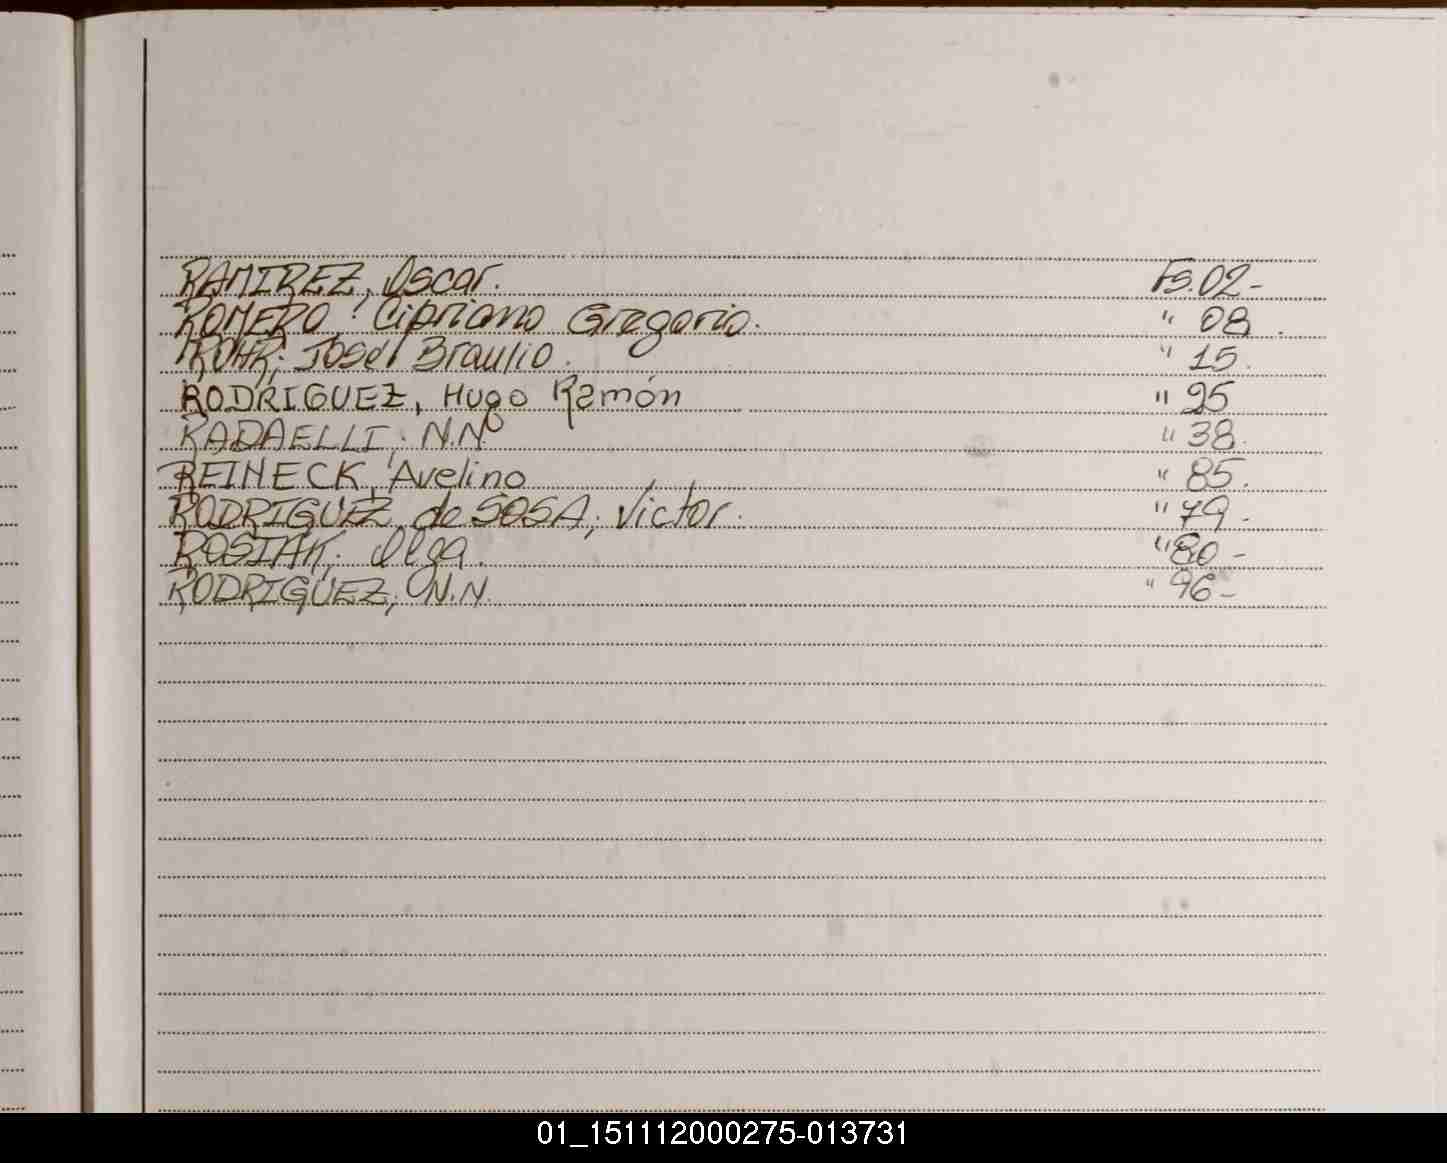 RAMIREZ, Oscar. Fs. 02-
ROMERO, Cipriano Gregorio. " 08.
ROHR; José Braulio. " 15.
RODRIGUEZ, Hugo Ramón " 25
RADAELLI. N.N. " 38.
REINECK, Avelino " 85.
RODRIGUEZ de SOSA; Victor. " 79-
ROSIAK; Olga. " 80-
RODRIGUEZ, N.N. " 96-
01_151112000275-013731